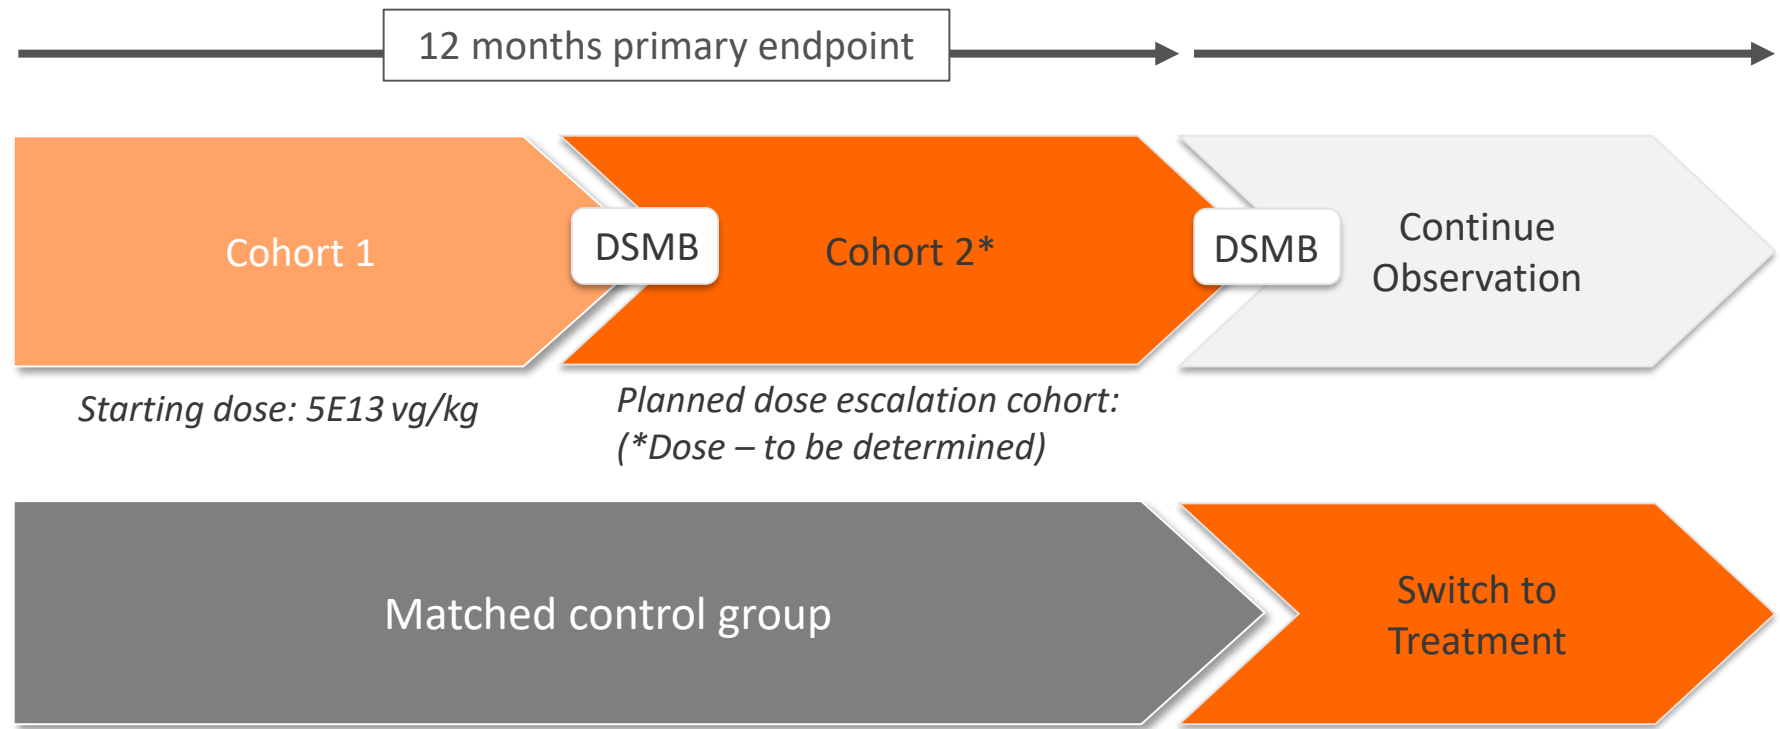 12 months primary endpoint
Cohort 1
DSMB
Cohort 2*
DSMB
Continue
Observation
Starting dose: 5E13 vg/kg
Planned dose escalation cohort:
(*Dose – to be determined)
Matched control group
Switch to
Treatment